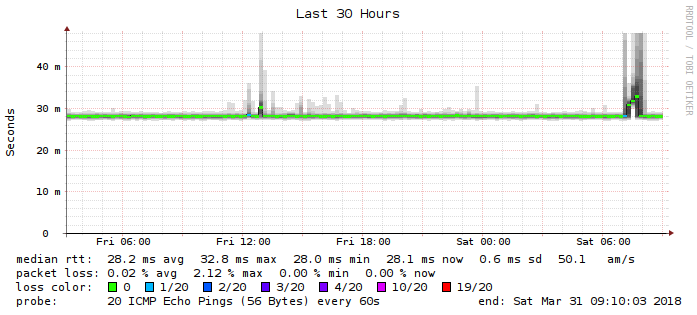 Last 30 Hours
RRDTOOL / TOBI OETIKER
Seconds
40 m
30 m
20 m
10 m
0
Fri 06:00 Fri 12:00 Fri 18:00 Sat 00:00 Sat 06:00
median rtt: 28.2 ms avg 32.8 ms max 28.0 ms min 28.1 ms now 0.6 ms sd 50.1 am/s
packet loss: 0.02 % avg 2.12 % max 0.00 % min 0.00 % now
loss color: 0 1/20 2/20 3/20 4/20 10/20 19/20
probe: 20 ICMP Echo Pings (56 Bytes) every 60s end: Sat Mar 31 09:10:03 2018